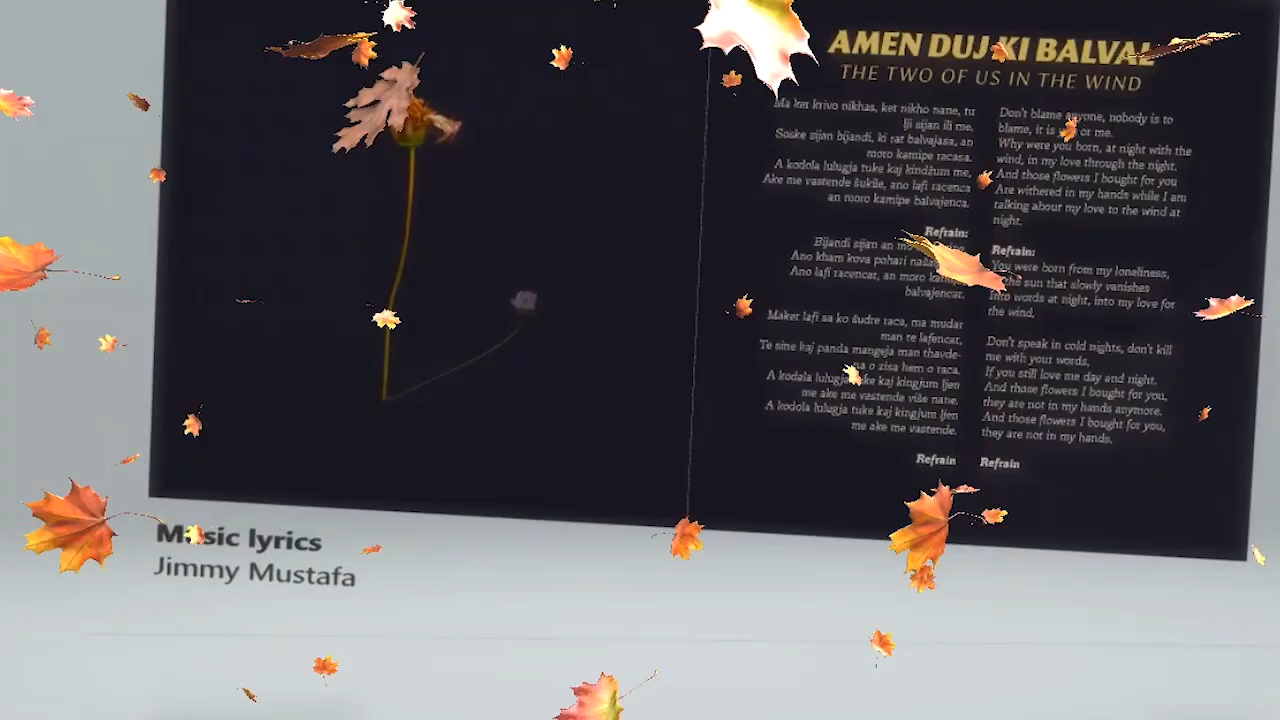 AMEN DUJ KI BALVAL
THE TWO OF US IN THE WIND
Ma ker krivo nikhas, ket nikho nane, tu
lji sijan ili me.
Soske sijan bijandi, ki rat balvajasa, an
moro kamipe racasa.
A kodola lulugja tuke kaj kindžum me,
Ake me vastende šukile, ano lafi racenca
an moro kamipe balvajenca.
Refrain:
Bijandi sijan an
Ano kham kova pohari
Ano lafi racencar, an moro
balvajencar.
Maker lafi sa ko šudre raca, ma mudar
man te lafencar,
Te sine kaj panda mangeja man thavde-
o zisa hem o raca.
A kodala lulugja kaj kingjum ljen
me ake me vastende više nane.
A kodola lulugja tuke kaj kingjum ljen
me ake me vastende.
Refrain
Don't blame anyone, nobody is to
blame, it is ot me.
Why were you born, at night with the
wind, in my love through the night.
And those flowers I bought for you
Are withered in my hands while I am
talking about my love to the wind at
night.
Refrain:
You were born from my loneliness,
the sun that slowly vanishes
Into words at night, into my love for
the wind.
Don't speak in cold nights, don't kill
me with your words,
If you still love me day and night.
And those flowers I bought for you,
they are not in my hands anymore.
And those flowers I bought for you,
they are not in my hands.
Refrain
Music lyrics
Jimmy Mustafa